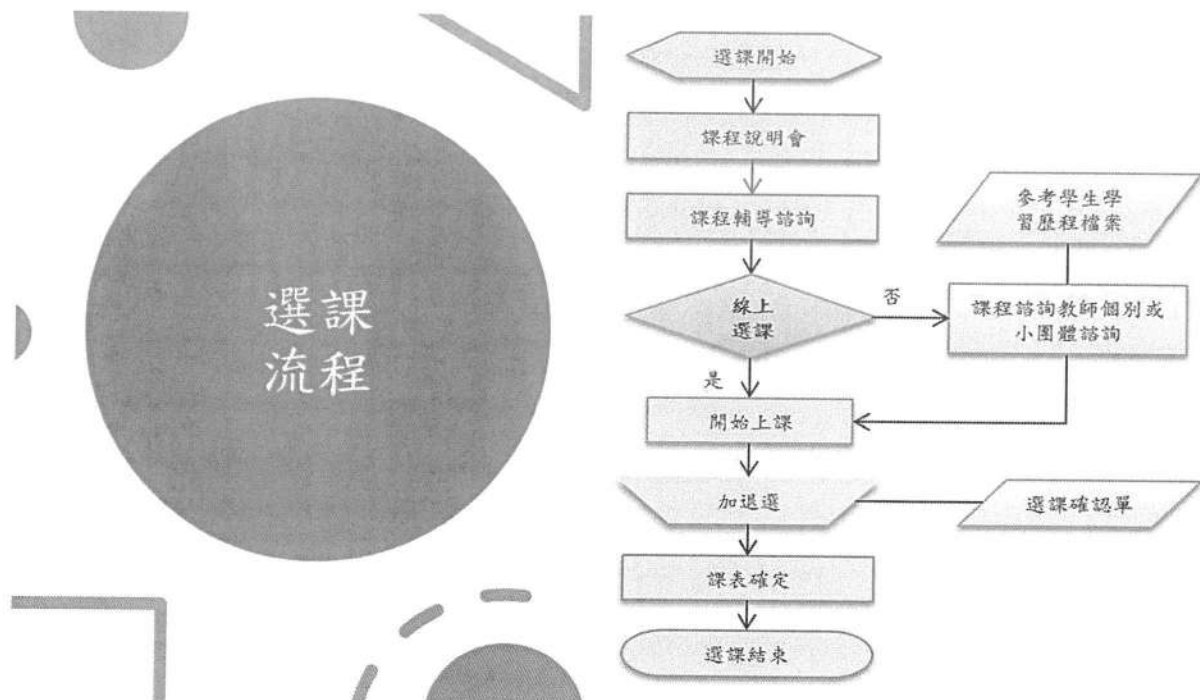 選課
流程
選課開始
課程說明會
課程輔導諮詢
線上
選課
否
是
參考學生學
習歷程檔案
課程諮詢教師個別或
小團體諮詢
開始上課
加退選
選課確認單
課表確定
選課結束